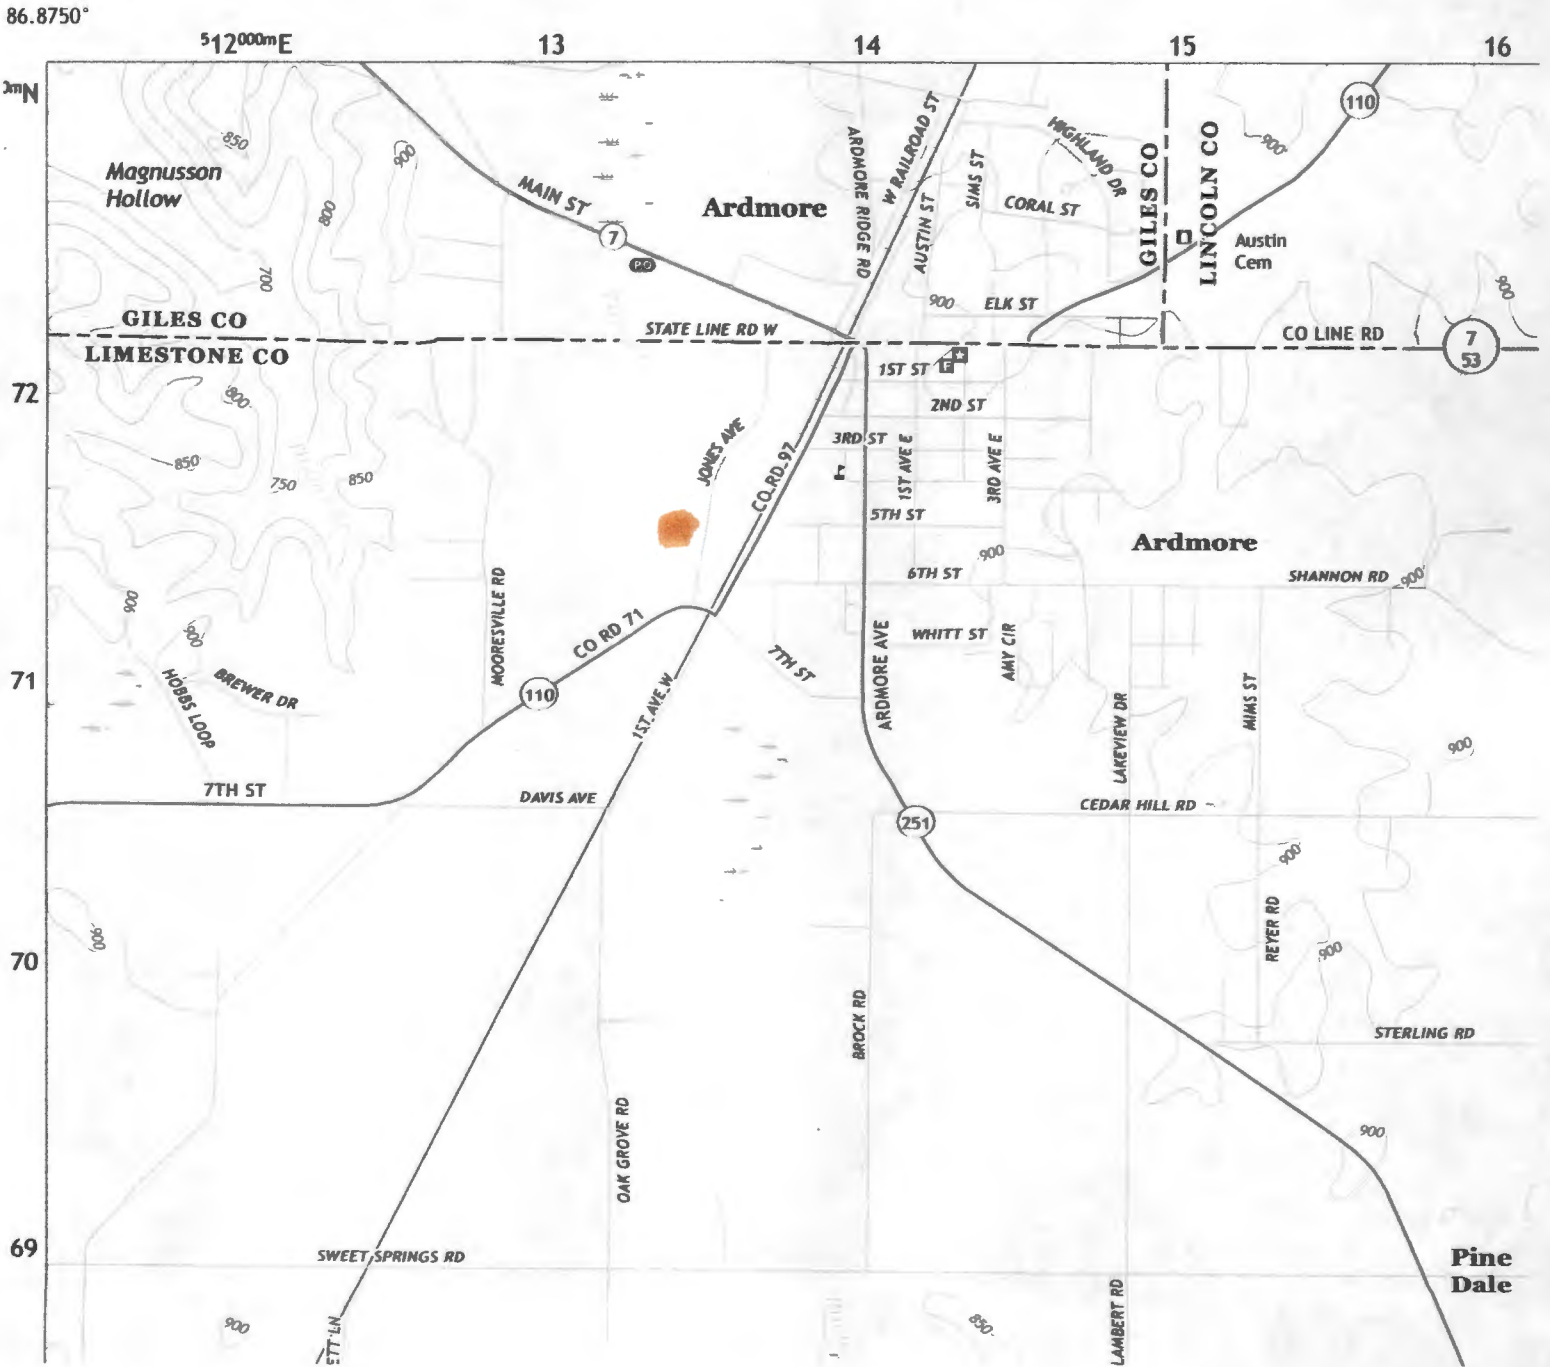 86.8750°
⁵12⁰⁰⁰ᵐE
13
14
15
16
mN
110
850
900
Magnusson
Hollow
800
MAIN ST
7
PO
Ardmore
ARDMORE RIDGE RD
W RAILROAD ST
AUSTIN ST
SIMS ST
HIGHLAND DR
CORAL ST
GILES CO
LINCOLN CO
900
Austin
Cem
700
900
ELK ST
900
GILES CO
STATE LINE RD W
CO LINE RD
7
53
LIMESTONE CO
1ST ST
F
72
800
2ND ST
3RD ST
JONES AVE
CO RD 97
1ST AVE E
3RD AVE E
850
750
850
5TH ST
Ardmore
900
6TH ST
SHANNON RD
900
900
900
MOORESVILLE RD
CO RD 71
WHITT ST
AMY CIR
7TH ST
ARDMORE AVE
71
HOBBS LOOP
BREWER DR
110
1ST AVE W
LAKEVIEW DR
MIMS ST
900
7TH ST
DAVIS AVE
CEDAR HILL RD
251
900
900
REYER RD
900
70
BROCK RD
STERLING RD
OAK GROVE RD
900
69
SWEET SPRINGS RD
Pine
Dale
900
ETT LN
850
LAMBERT RD